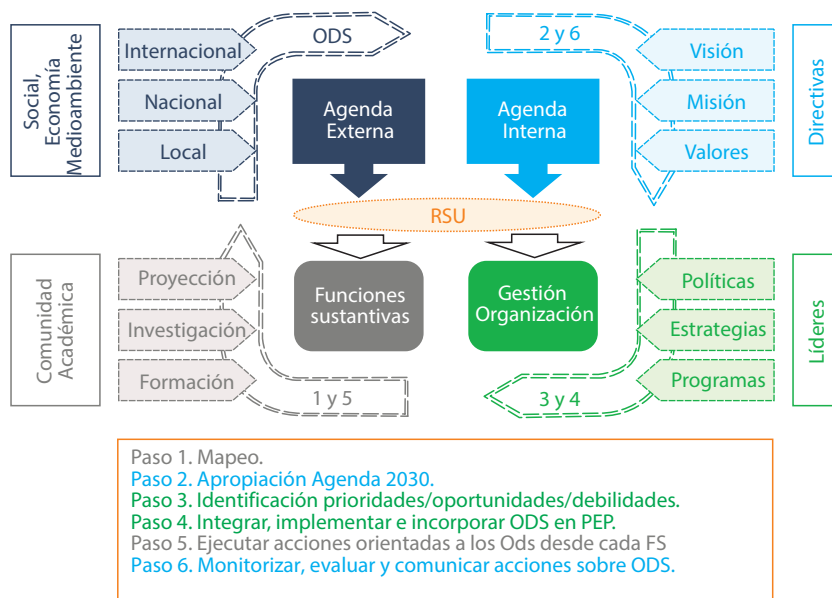 Social,
Economía
Medioambiente
Internacional
Nacional
Local
ODS
Agenda
Externa
2 y 6
Agenda
Interna
Visión
Misión
Valores
Directivas
RSU
Comunidad
Académica
Proyección
Investigación
Formación
1 y 5
Funciones
sustantivas
Gestión
Organización
3 y 4
Políticas
Estrategias
Programas
Líderes
Paso 1. Mapeo.
Paso 2. Apropiación Agenda 2030.
Paso 3. Identificación prioridades/oportunidades/debilidades.
Paso 4. Integrar, implementar e incorporar ODS en PEP.
Paso 5. Ejecutar acciones orientadas a los Ods desde cada FS
Paso 6. Monitorizar, evaluar y comunicar acciones sobre ODS.